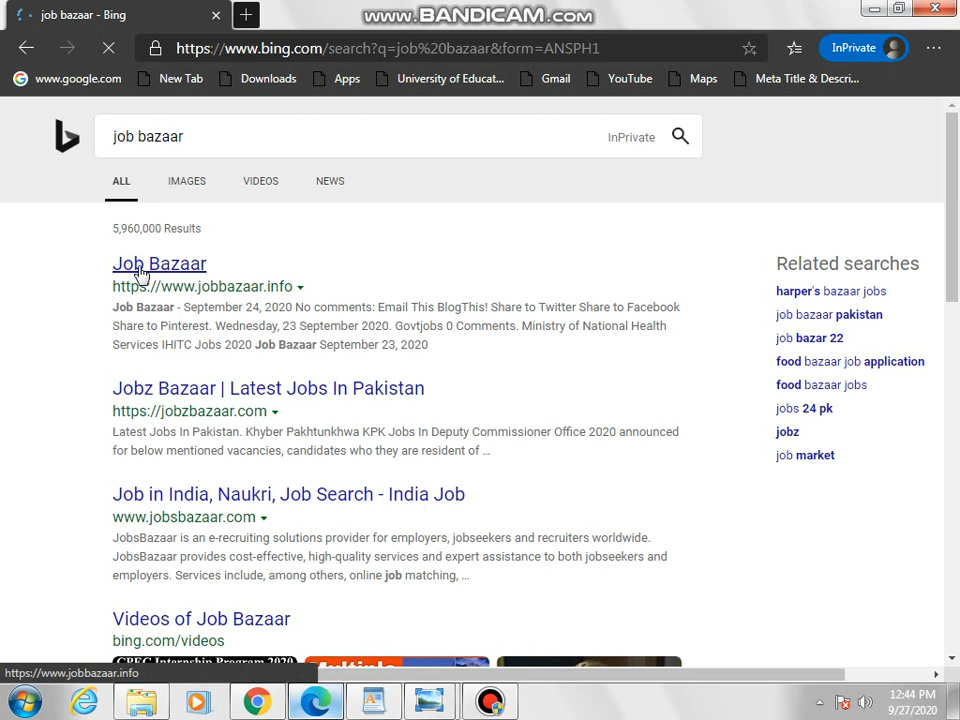 job bazaar - Bing
www.BANDICAM.com
https://www.bing.com/search?q=job%20bazaar&form=ANSPH1
InPrivate
www.google.com
New Tab
Downloads
Apps
University of Educat...
Gmail
YouTube
Maps
Meta Title & Descri...
job bazaar
InPrivate
ALL
IMAGES
VIDEOS
NEWS
5,960,000 Results
Job Bazaar
https://www.jobbazaar.info
Job Bazaar - September 24, 2020 No comments: Email This BlogThis! Share to Twitter Share to Facebook
Share to Pinterest. Wednesday, 23 September 2020. Govtjobs 0 Comments. Ministry of National Health
Services IHITC Jobs 2020 Job Bazaar September 23, 2020
Jobz Bazaar | Latest Jobs In Pakistan
https://jobzbazaar.com
Latest Jobs In Pakistan. Khyber Pakhtunkhwa KPK Jobs In Deputy Commissioner Office 2020 announced
for below mentioned vacancies, candidates who they are resident of ...
Job in India, Naukri, Job Search - India Job
www.jobsbazaar.com
JobsBazaar is an e-recruiting solutions provider for employers, jobseekers and recruiters worldwide.
JobsBazaar provides cost-effective, high-quality services and expert assistance to both jobseekers and
employers. Services include, among others, online job matching, ...
Videos of Job Bazaar
bing.com/videos
CPEC Internship Program 2020
Multiple
Related searches
harper's bazaar jobs
job bazaar pakistan
job bazar 22
food bazaar job application
food bazaar jobs
jobs 24 pk
jobz
job market
https://www.jobbazaar.info
12:44 PM
9/27/2020